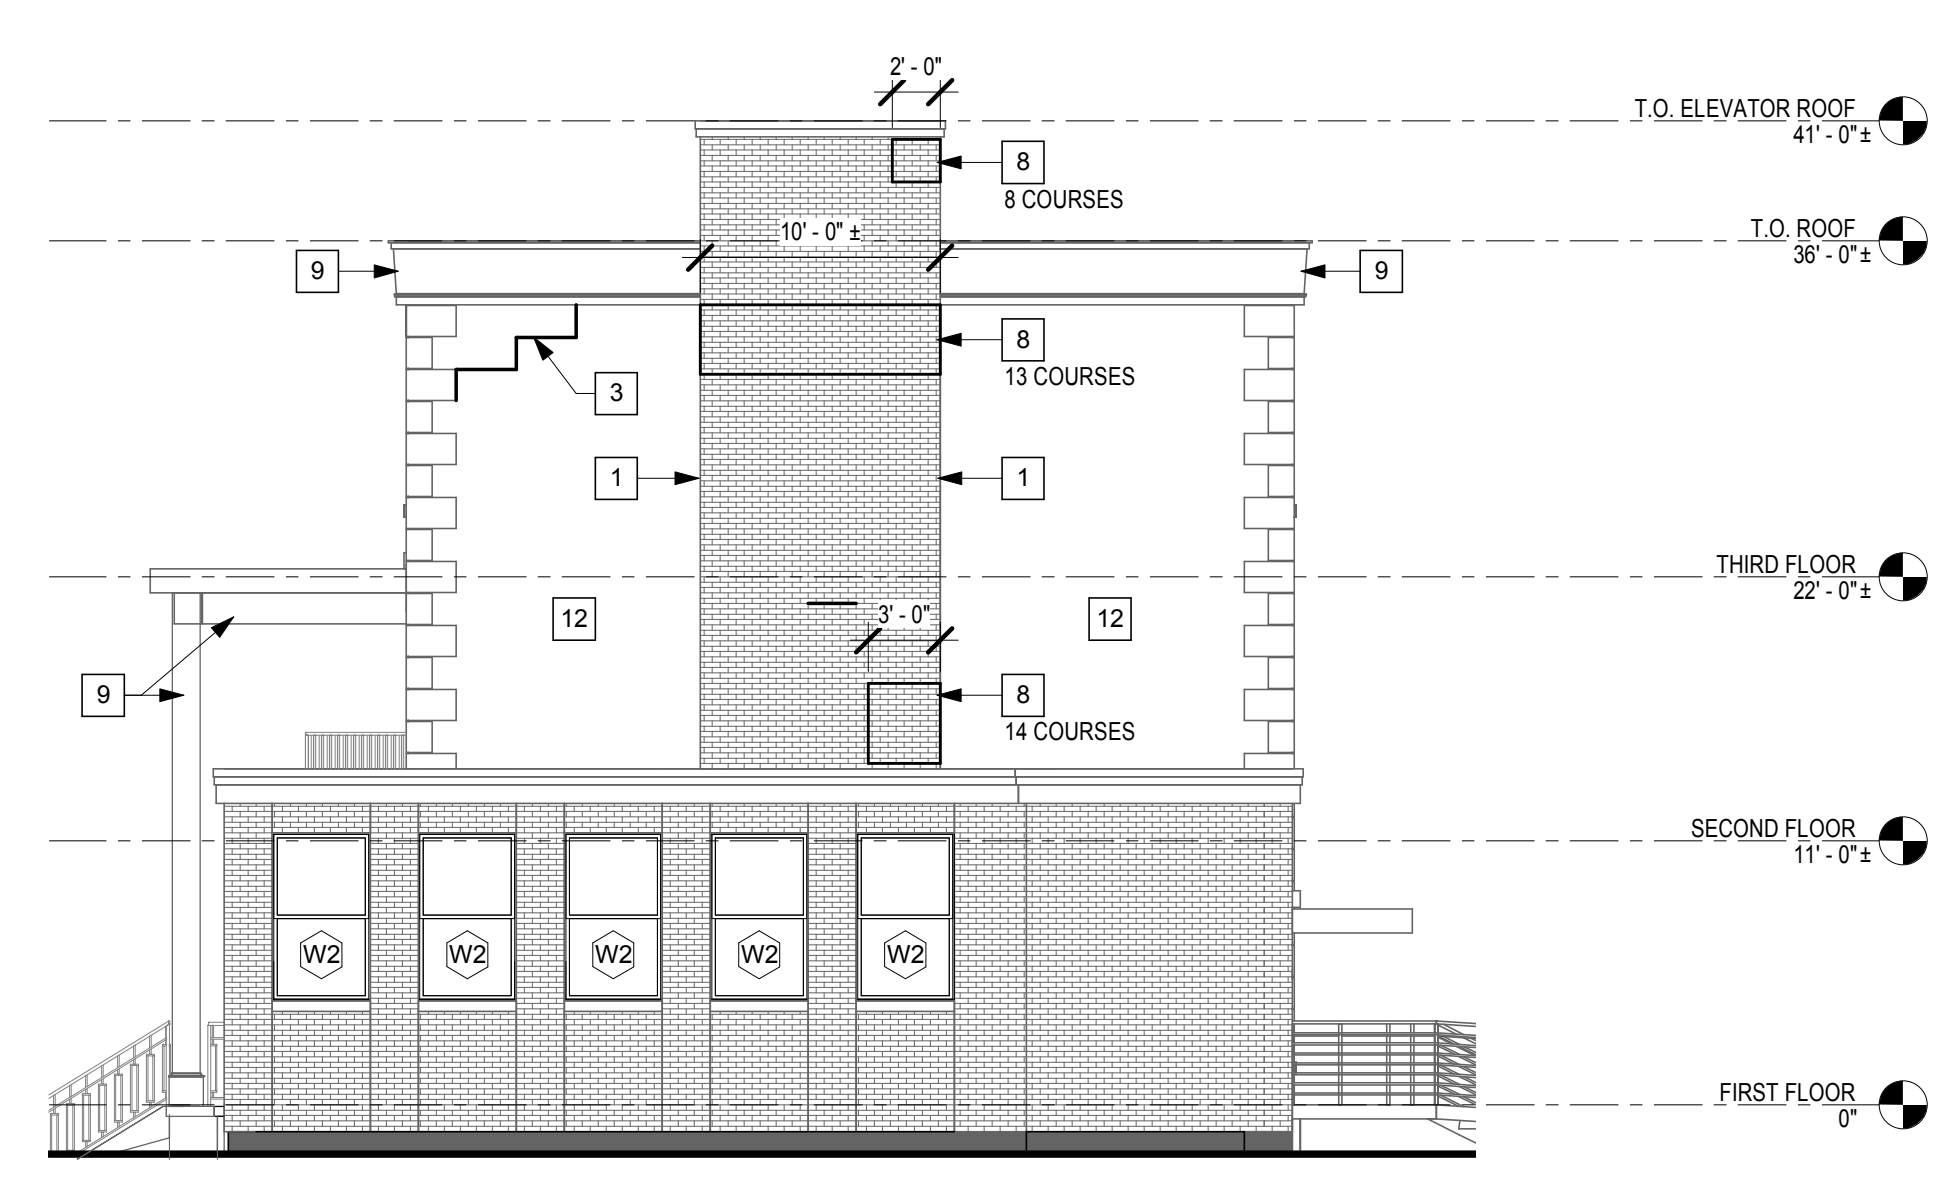 2' - 0"
T.O. ELEVATOR ROOF
41' - 0" ±
8
8 COURSES
10' - 0" ±
T.O. ROOF
36' - 0" ±
9
9
8
13 COURSES
3
1
1
THIRD FLOOR
22' - 0" ±
12
3' - 0"
12
9
8
14 COURSES
SECOND FLOOR
11' - 0" ±
W2
W2
W2
W2
W2
FIRST FLOOR
0"